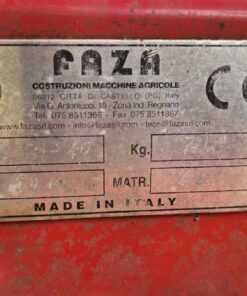 FAZA
COSTRUZIONI MACCHINE AGRICOLE
06012 CITTÀ DI CASTELLO (PG) Italy
Via G. Antonucci, 19 - Zona Ind. Regnano
Tel. 075.8511366 - Fax 075.8511367
www.fazasrl.com - info@fazasrl.com - tech@fazasrl.com
Kg.
MATR.
MADE IN ITALY